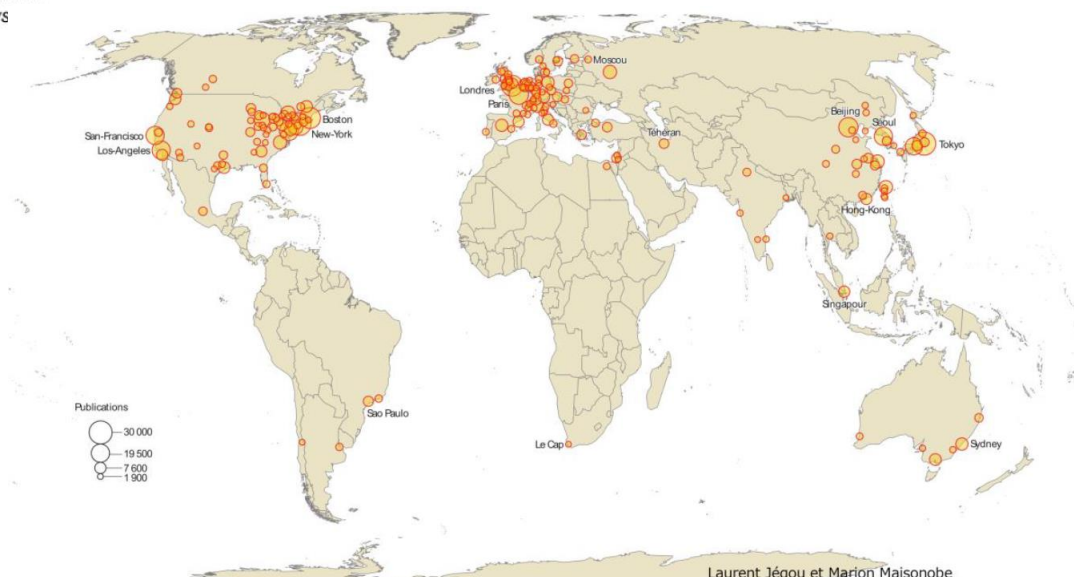 Moscou
Londres
Paris
Boston
New-York
San-Francisco
Los-Angeles
Téhéran
Beijing
Séoul
Tokyo
Hong-Kong
Singapour
Sao Paulo
Le Cap
Sydney
Publications
30 000
19 500
7 600
1 900
Laurent Jégou et Marion Maisonobe